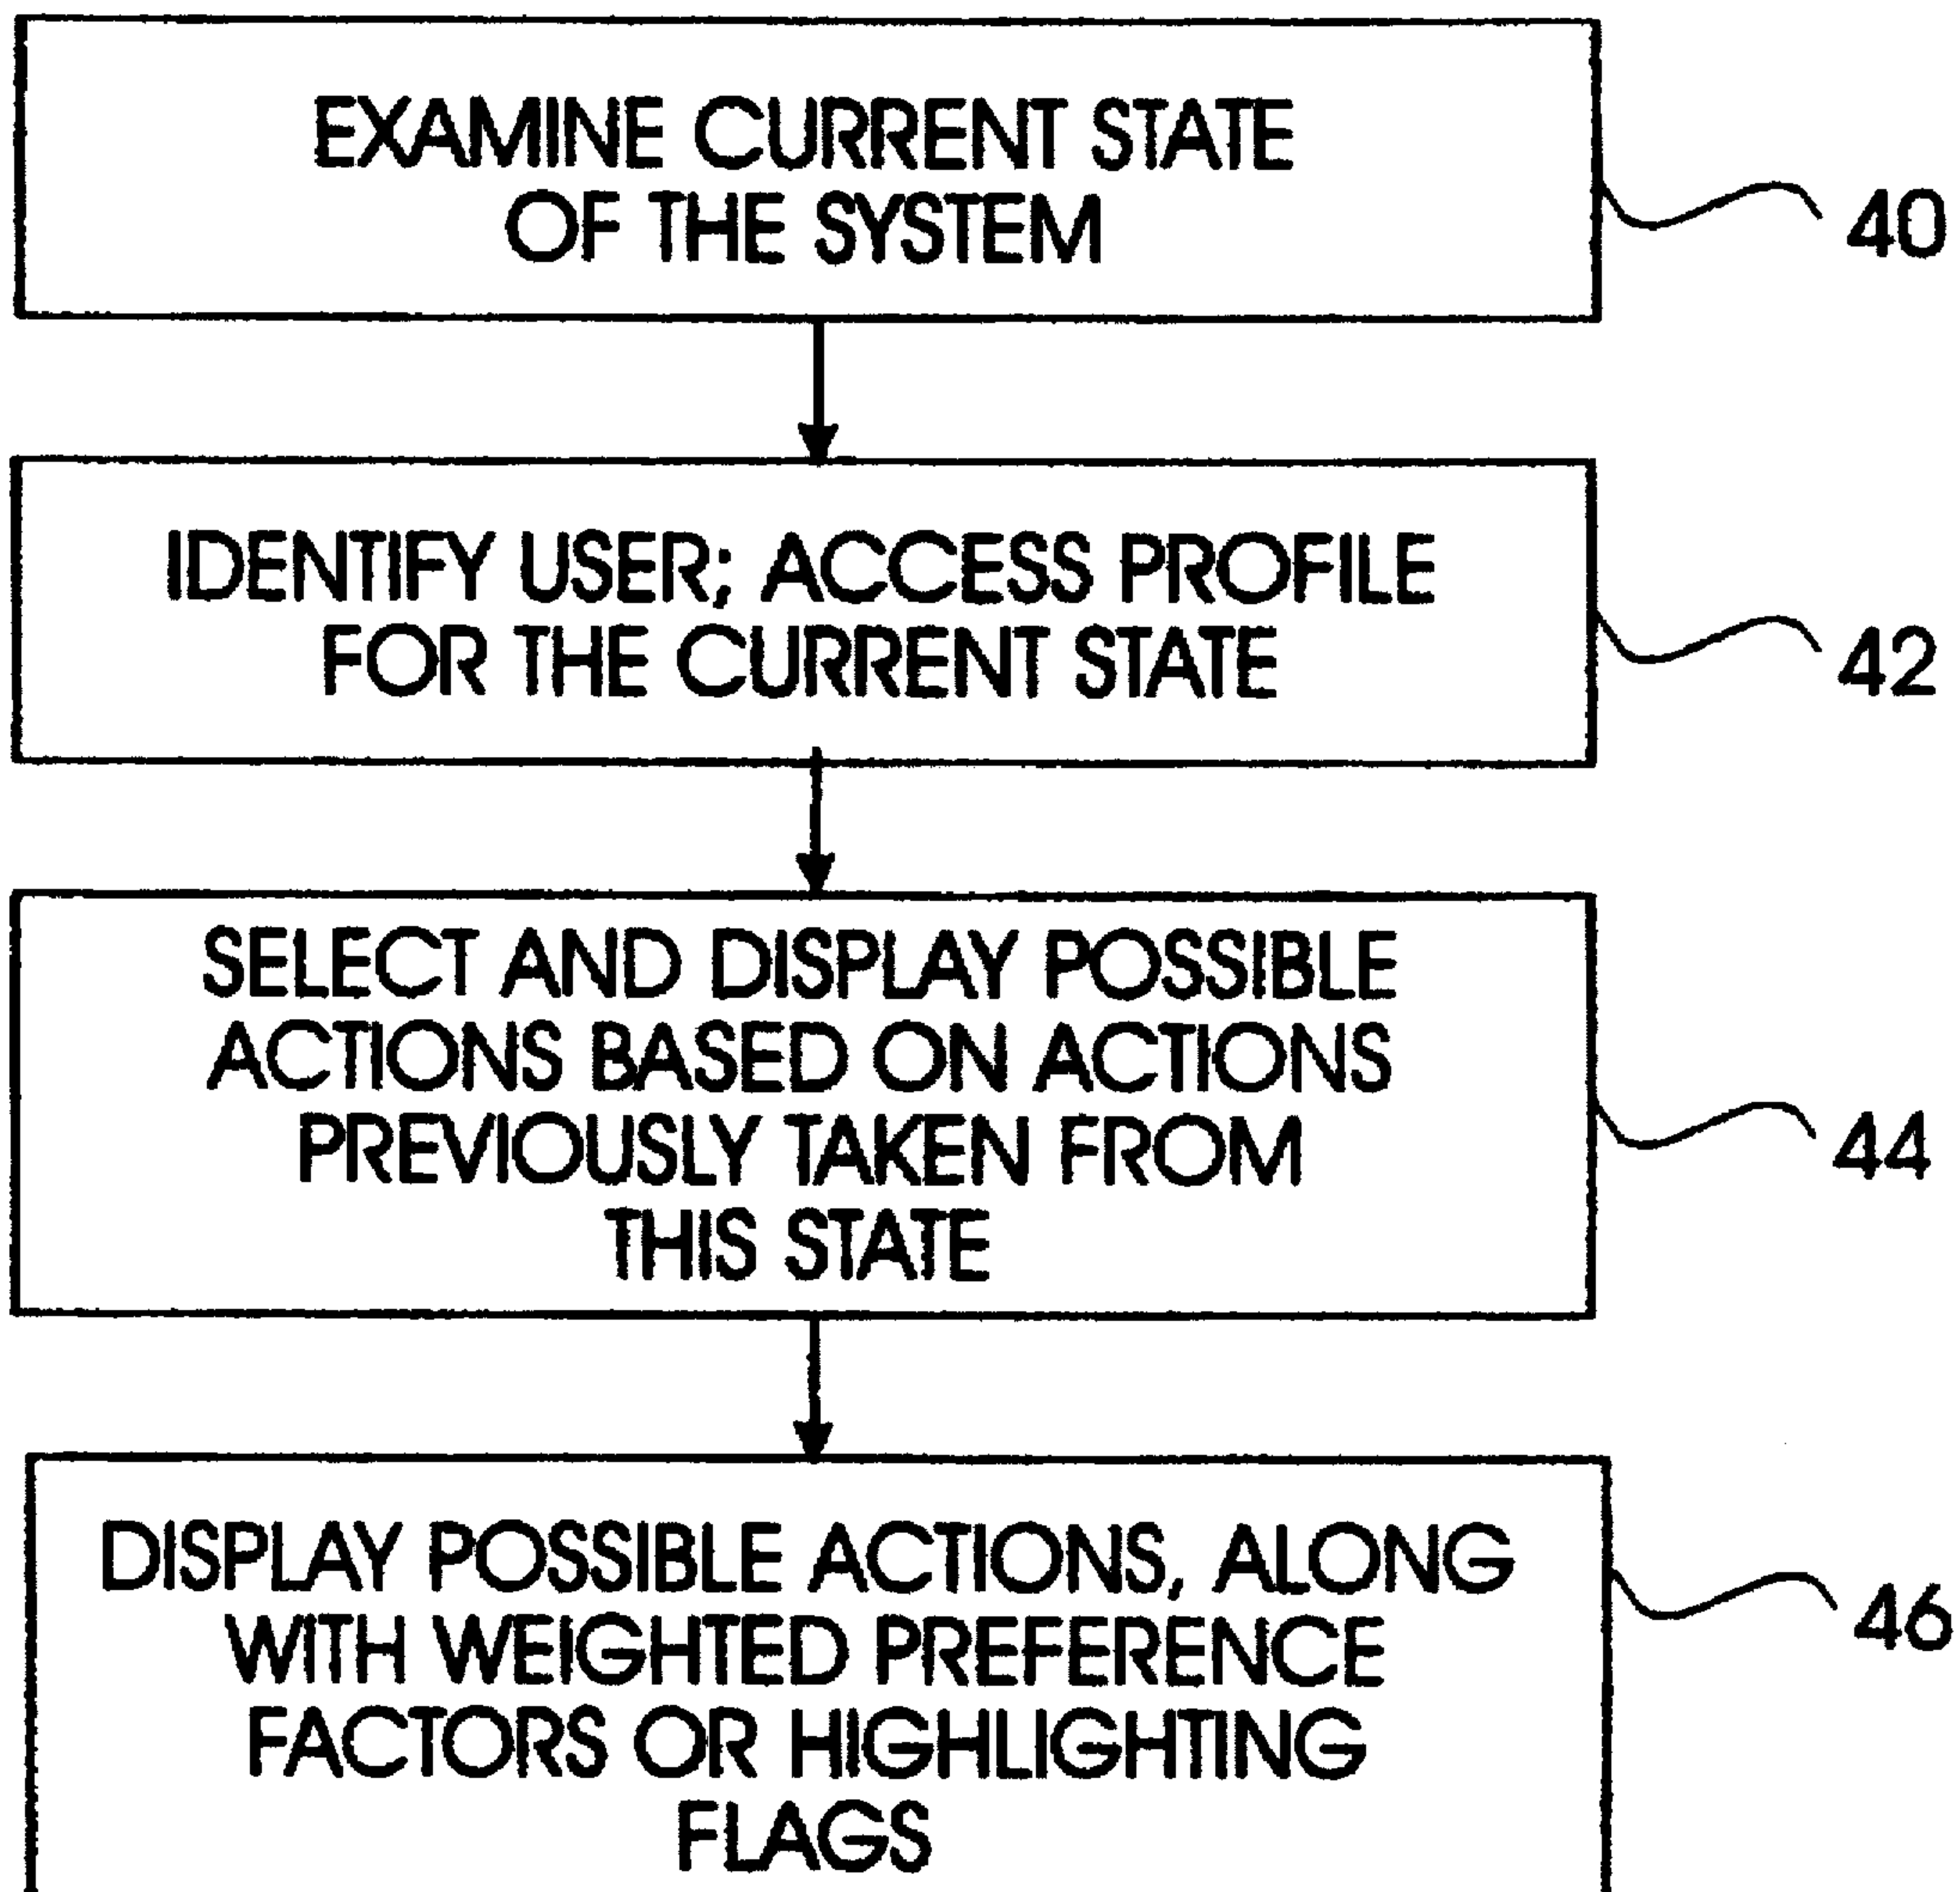 EXAMINE CURRENT STATE
OF THE SYSTEM
40
IDENTIFY USER; ACCESS PROFILE
FOR THE CURRENT STATE
42
SELECT AND DISPLAY POSSIBLE
ACTIONS BASED ON ACTIONS
PREVIOUSLY TAKEN FROM
THIS STATE
44
DISPLAY POSSIBLE ACTIONS, ALONG
WITH WEIGHTED PREFERENCE
FACTORS OR HIGHLIGHTING
FLAGS
46